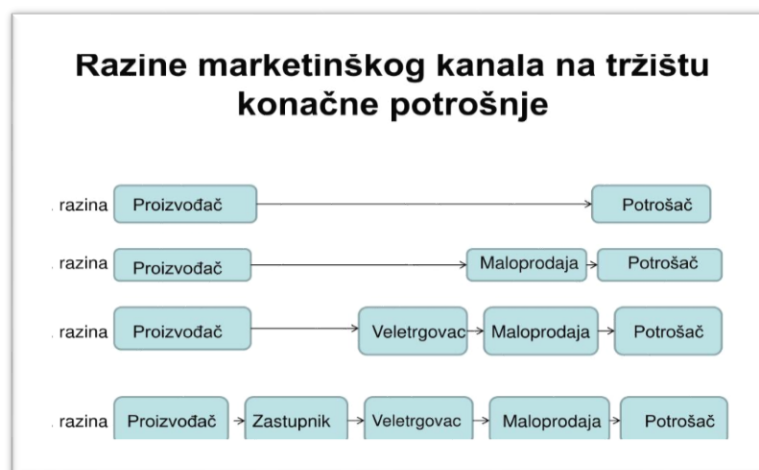 Razine marketinškog kanala na tržištu
konačne potrošnje
. razina Proizvođač Potrošač
. razina Proizvođač Maloprodaja Potrošač
. razina Proizvođač Veletrgovac Maloprodaja Potrošač
. razina Proizvođač Zastupnik Veletrgovac Maloprodaja Potrošač